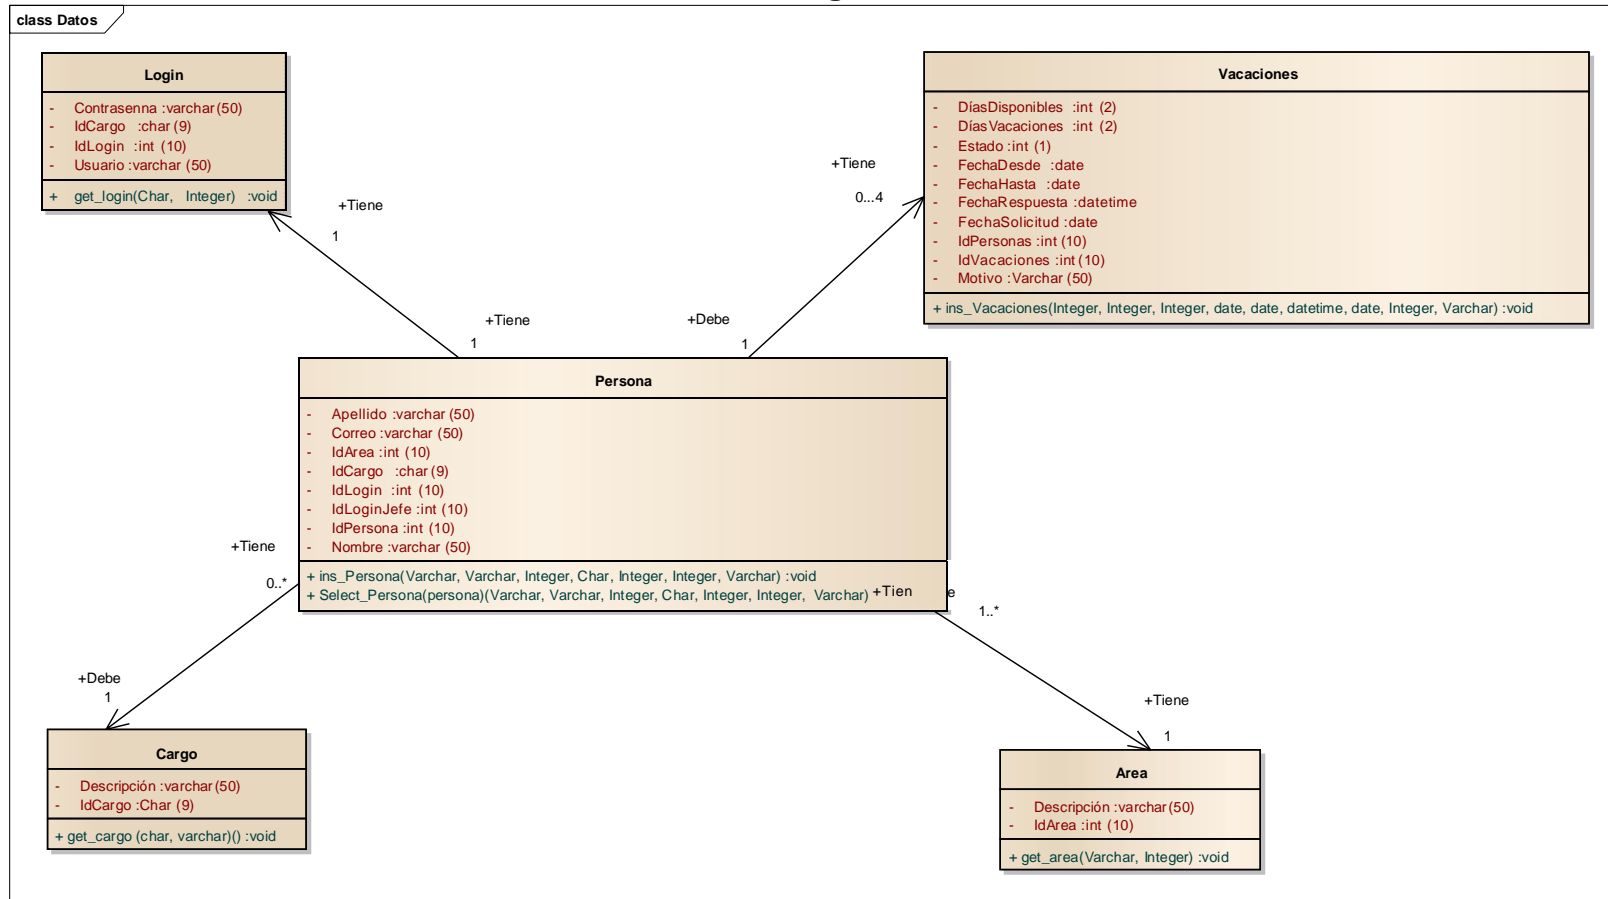 class Datos
Login
- Contrasenna :varchar(50)
- IdCargo :char(9)
- IdLogin :int (10)
- Usuario :varchar (50)
+ get_login(Char, Integer) :void
Vacaciones
- DíasDisponibles :int (2)
- DíasVacaciones :int (2)
- Estado :int (1)
- FechaDesde :date
- FechaHasta :date
- FechaRespuesta :datetime
- FechaSolicitud :date
- IdPersonas :int (10)
- IdVacaciones :int (10)
- Motivo :Varchar (50)
+ ins_Vacaciones(Integer, Integer, Integer, date, date, datetime, date, Integer, Varchar) :void
+Tiene
0...4
+Tiene
1
+Tiene
1
+Debe
1
Persona
- Apellido :varchar (50)
- Correo :varchar (50)
- IdArea :int (10)
- IdCargo :char (9)
- IdLogin :int (10)
- IdLoginJefe :int (10)
- IdPersona :int (10)
- Nombre :varchar (50)
+ ins_Persona(Varchar, Varchar, Integer, Char, Integer, Integer, Varchar) :void
+ Select_Persona(persona)(Varchar, Varchar, Integer, Char, Integer, Integer, Varchar)
+Tiene
0..*
+Tiene
1..*
+Debe
1
+Tiene
1
Cargo
- Descripción :varchar(50)
- IdCargo :Char (9)
+ get_cargo (char, varchar)() :void
Area
- Descripción :varchar(50)
- IdArea :int (10)
+ get_area(Varchar, Integer) :void